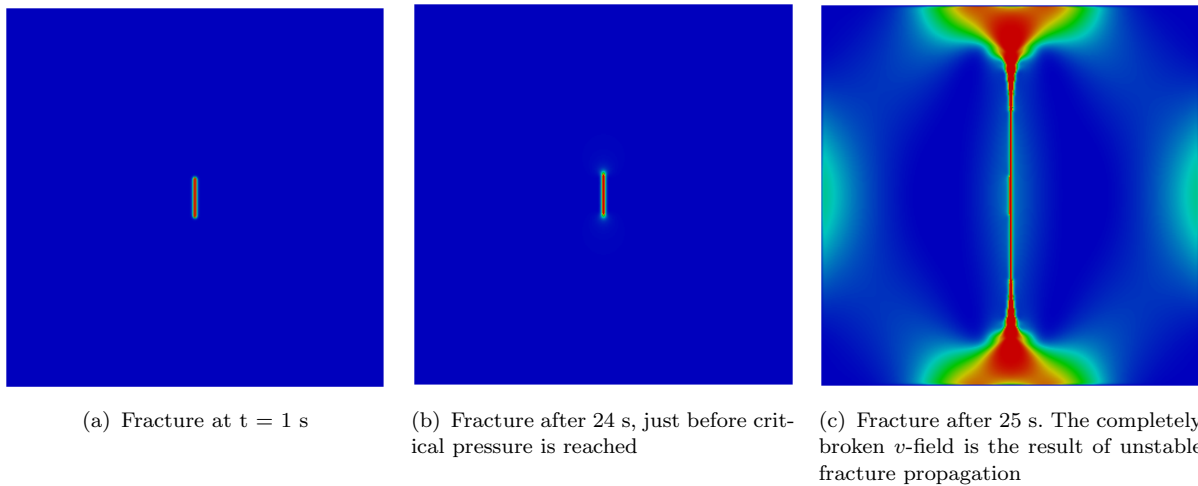 (a) Fracture at t = 1 s
(b) Fracture after 24 s, just before crit-
ical pressure is reached
(c) Fracture after 25 s. The completely
broken v-field is the result of unstable
fracture propagation